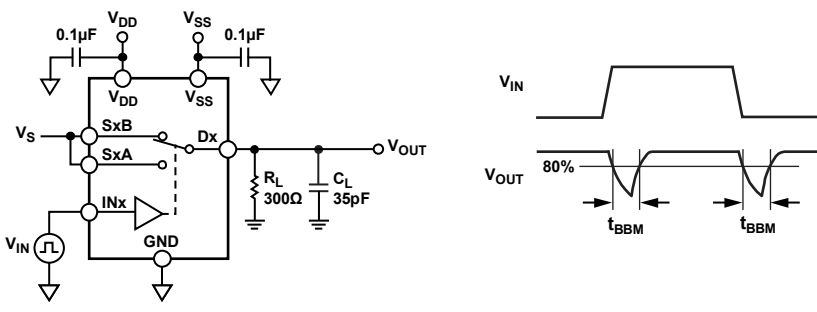 V_DD V_SS
0.1µF 0.1µF
V_DD V_SS
V_S SxB Dx V_OUT
SxA
R_L
300Ω
C_L
35pF
INx
V_IN
GND
V_IN
V_OUT
80%
t_BBM t_BBM